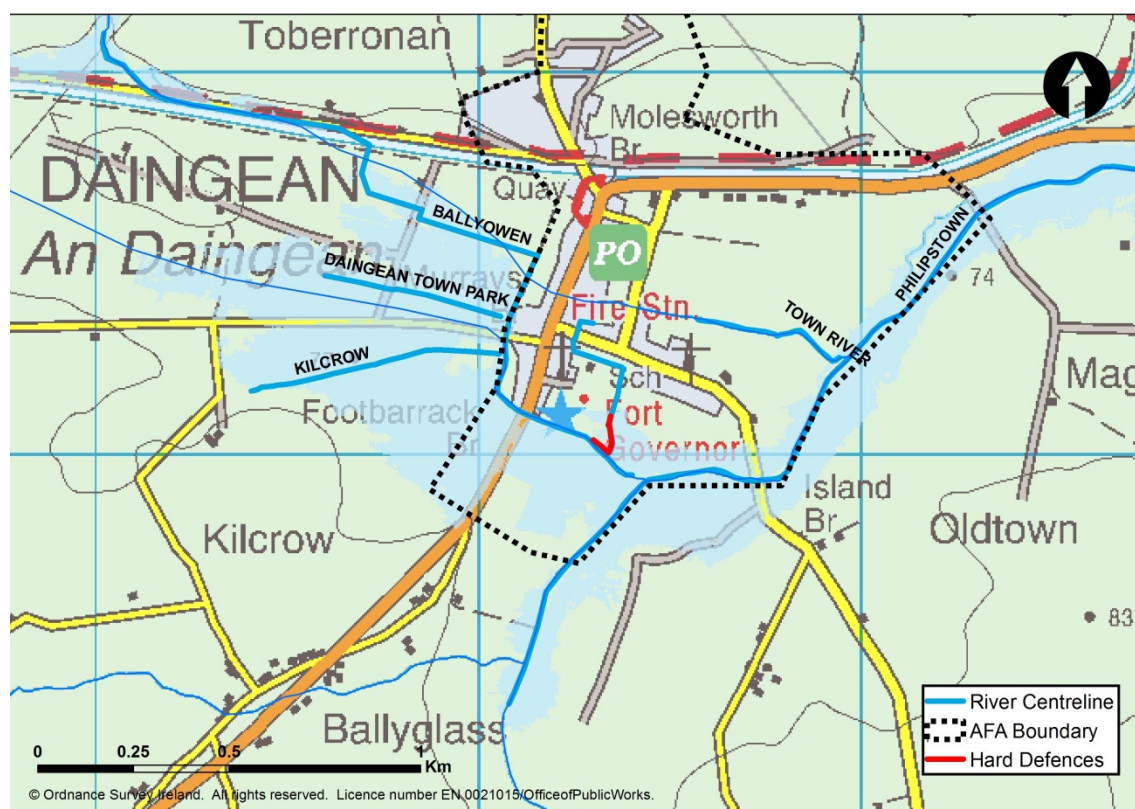 Toberronan
Molesworth
Br.
DAINGEAN
Quay
BALLYOWEN
PO
An Daingean
Murrays
DAINGEAN TOWN PARK
PHILIPSTOWN
74
Fire Stn.
TOWN RIVER
KILCROW
Sch
Mag
Footbarrack
Br
Fort
Governor
Island
Br
Kilcrow
Oldtown
83
Ballyglass
River Centreline
AFA Boundary
Hard Defences
0 0.25 0.5 1
Km
© Ordnance Survey Ireland. All rights reserved. Licence number EN 0021015/OfficeofPublicWorks.